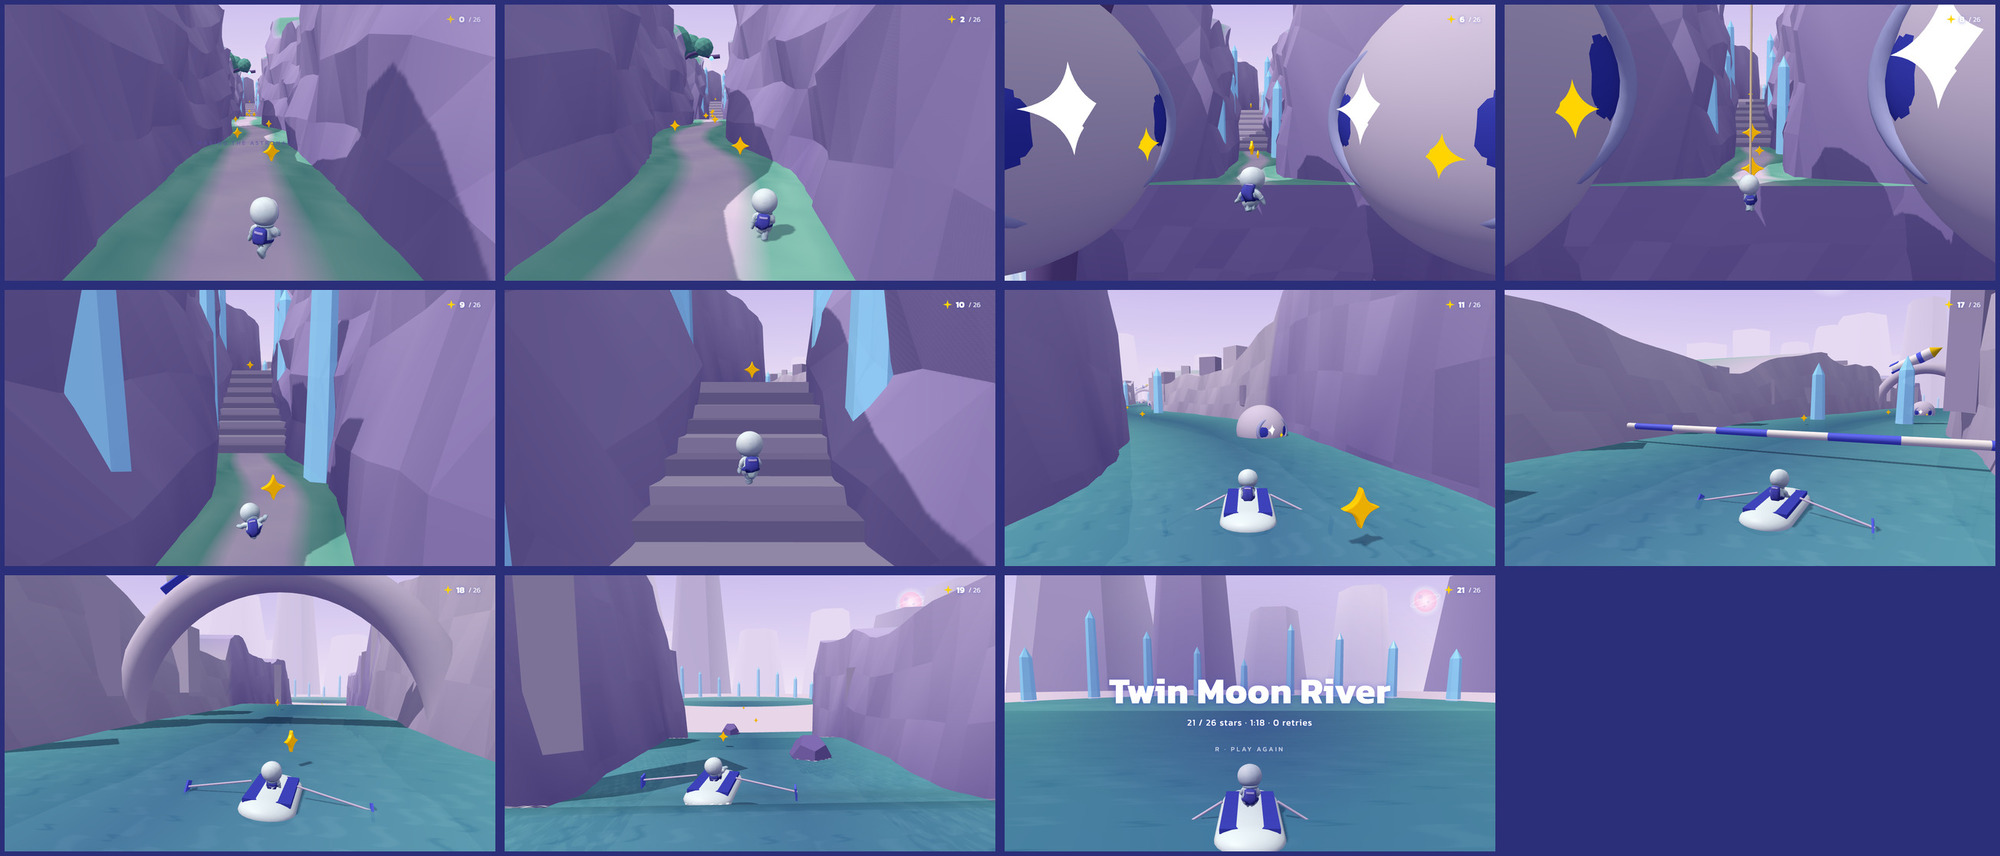 0 / 26
2 / 26
6 / 26
/ 26
9 / 26
10 / 26
11 / 26
17 / 26
18 / 26
19 / 26
21 / 26
Twin Moon River
21 / 26 stars · 1:18 · 0 retries
R · PLAY AGAIN